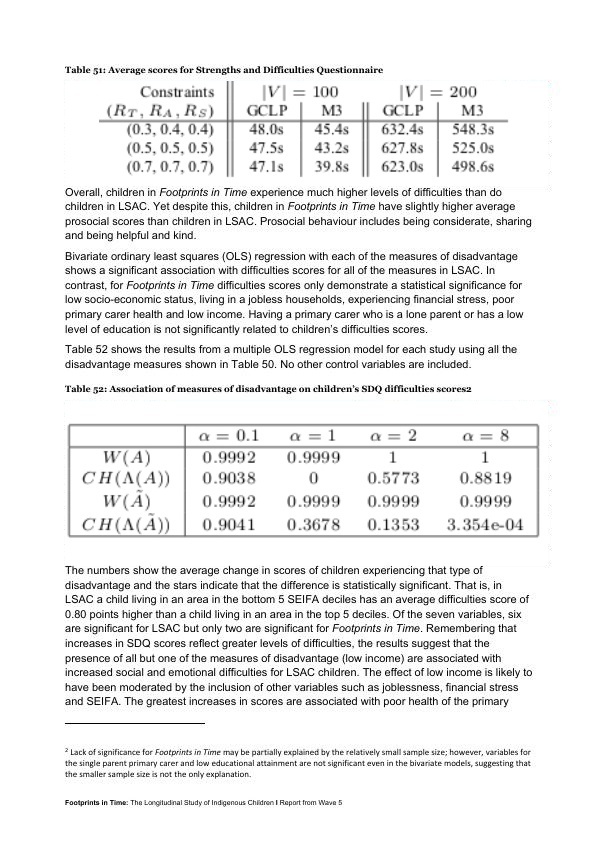 Table 51: Average scores for Strengths and Difficulties Questionnaire
Constraints |V| = 100 |V| = 200
(R_T, R_A, R_S) GCLP M3 GCLP M3
(0.3, 0.4, 0.4) 48.0s 45.4s 632.4s 548.3s
(0.5, 0.5, 0.5) 47.5s 43.2s 627.8s 525.0s
(0.7, 0.7, 0.7) 47.1s 39.8s 623.0s 498.6s
Overall, children in Footprints in Time experience much higher levels of difficulties than do
children in LSAC. Yet despite this, children in Footprints in Time have slightly higher average
prosocial scores than children in LSAC. Prosocial behaviour includes being considerate, sharing
and being helpful and kind.
Bivariate ordinary least squares (OLS) regression with each of the measures of disadvantage
shows a significant association with difficulties scores for all of the measures in LSAC. In
contrast, for Footprints in Time difficulties scores only demonstrate a statistical significance for
low socio-economic status, living in a jobless households, experiencing financial stress, poor
primary carer health and low income. Having a primary carer who is a lone parent or has a low
level of education is not significantly related to children’s difficulties scores.
Table 52 shows the results from a multiple OLS regression model for each study using all the
disadvantage measures shown in Table 50. No other control variables are included.
Table 52: Association of measures of disadvantage on children’s SDQ difficulties scores2
α = 0.1 α = 1 α = 2 α = 8
W(A) 0.9992 0.9999 1 1
CH(Λ(A)) 0.9038 0 0.5773 0.8819
W(Ã) 0.9992 0.9999 0.9999 0.9999
CH(Λ(Ã)) 0.9041 0.3678 0.1353 3.354e-04
The numbers show the average change in scores of children experiencing that type of
disadvantage and the stars indicate that the difference is statistically significant. That is, in
LSAC a child living in an area in the bottom 5 SEIFA deciles has an average difficulties score of
0.80 points higher than a child living in an area in the top 5 deciles. Of the seven variables, six
are significant for LSAC but only two are significant for Footprints in Time. Remembering that
increases in SDQ scores reflect greater levels of difficulties, the results suggest that the
presence of all but one of the measures of disadvantage (low income) are associated with
increased social and emotional difficulties for LSAC children. The effect of low income is likely to
have been moderated by the inclusion of other variables such as joblessness, financial stress
and SEIFA. The greatest increases in scores are associated with poor health of the primary
2 Lack of significance for Footprints in Time may be partially explained by the relatively small sample size; however, variables for
the single parent primary carer and low educational attainment are not significant even in the bivariate models, suggesting that
the smaller sample size is not the only explanation.
Footprints in Time: The Longitudinal Study of Indigenous Children I Report from Wave 5